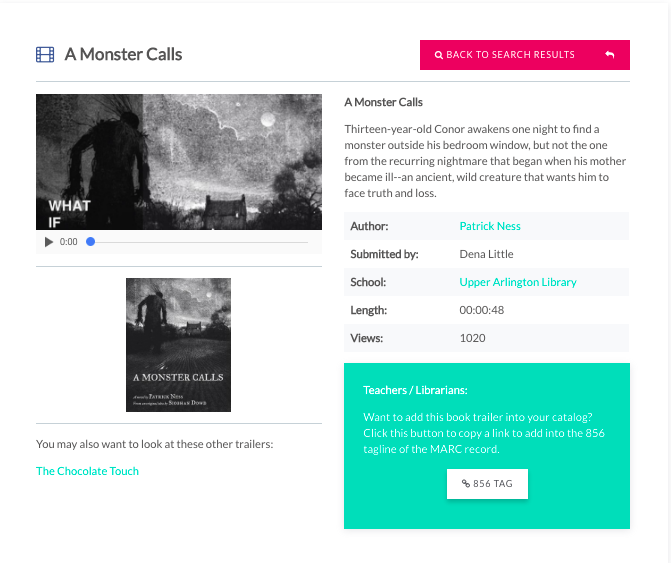 A Monster Calls
BACK TO SEARCH RESULTS
WHAT
IF
0:00
A MONSTER CALLS
A novel by PATRICK NESS
From an original idea by SIOBHAN DOWD
You may also want to look at these other trailers:
The Chocolate Touch
A Monster Calls
Thirteen-year-old Conor awakens one night to find a
monster outside his bedroom window, but not the one
from the recurring nightmare that began when his mother
became ill--an ancient, wild creature that wants him to
face truth and loss.
Author: Patrick Ness
Submitted by: Dena Little
School: Upper Arlington Library
Length: 00:00:48
Views: 1020
Teachers / Librarians:
Want to add this book trailer into your catalog?
Click this button to copy a link to add into the 856
tagline of the MARC record.
856 TAG